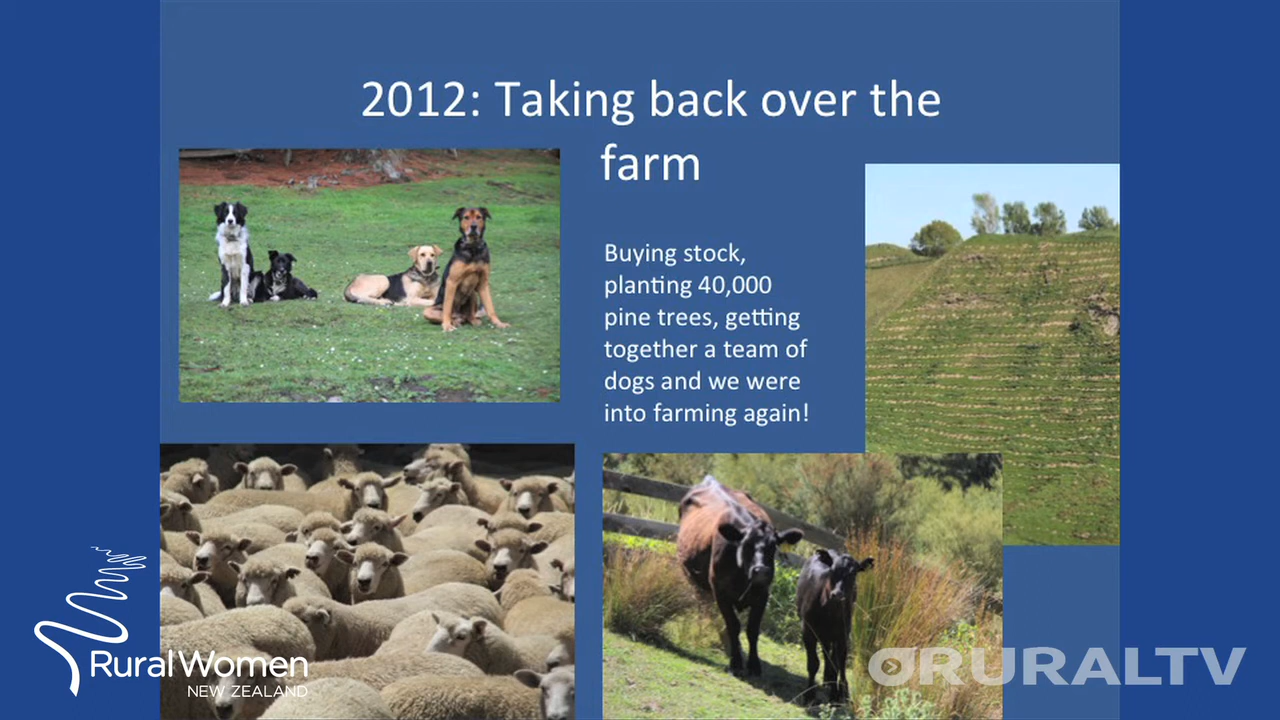 2012: Taking back over the
farm
Buying stock,
planting 40,000
pine trees, getting
together a team of
dogs and we were
into farming again!
Rural Women
NEW ZEALAND
RURALTV